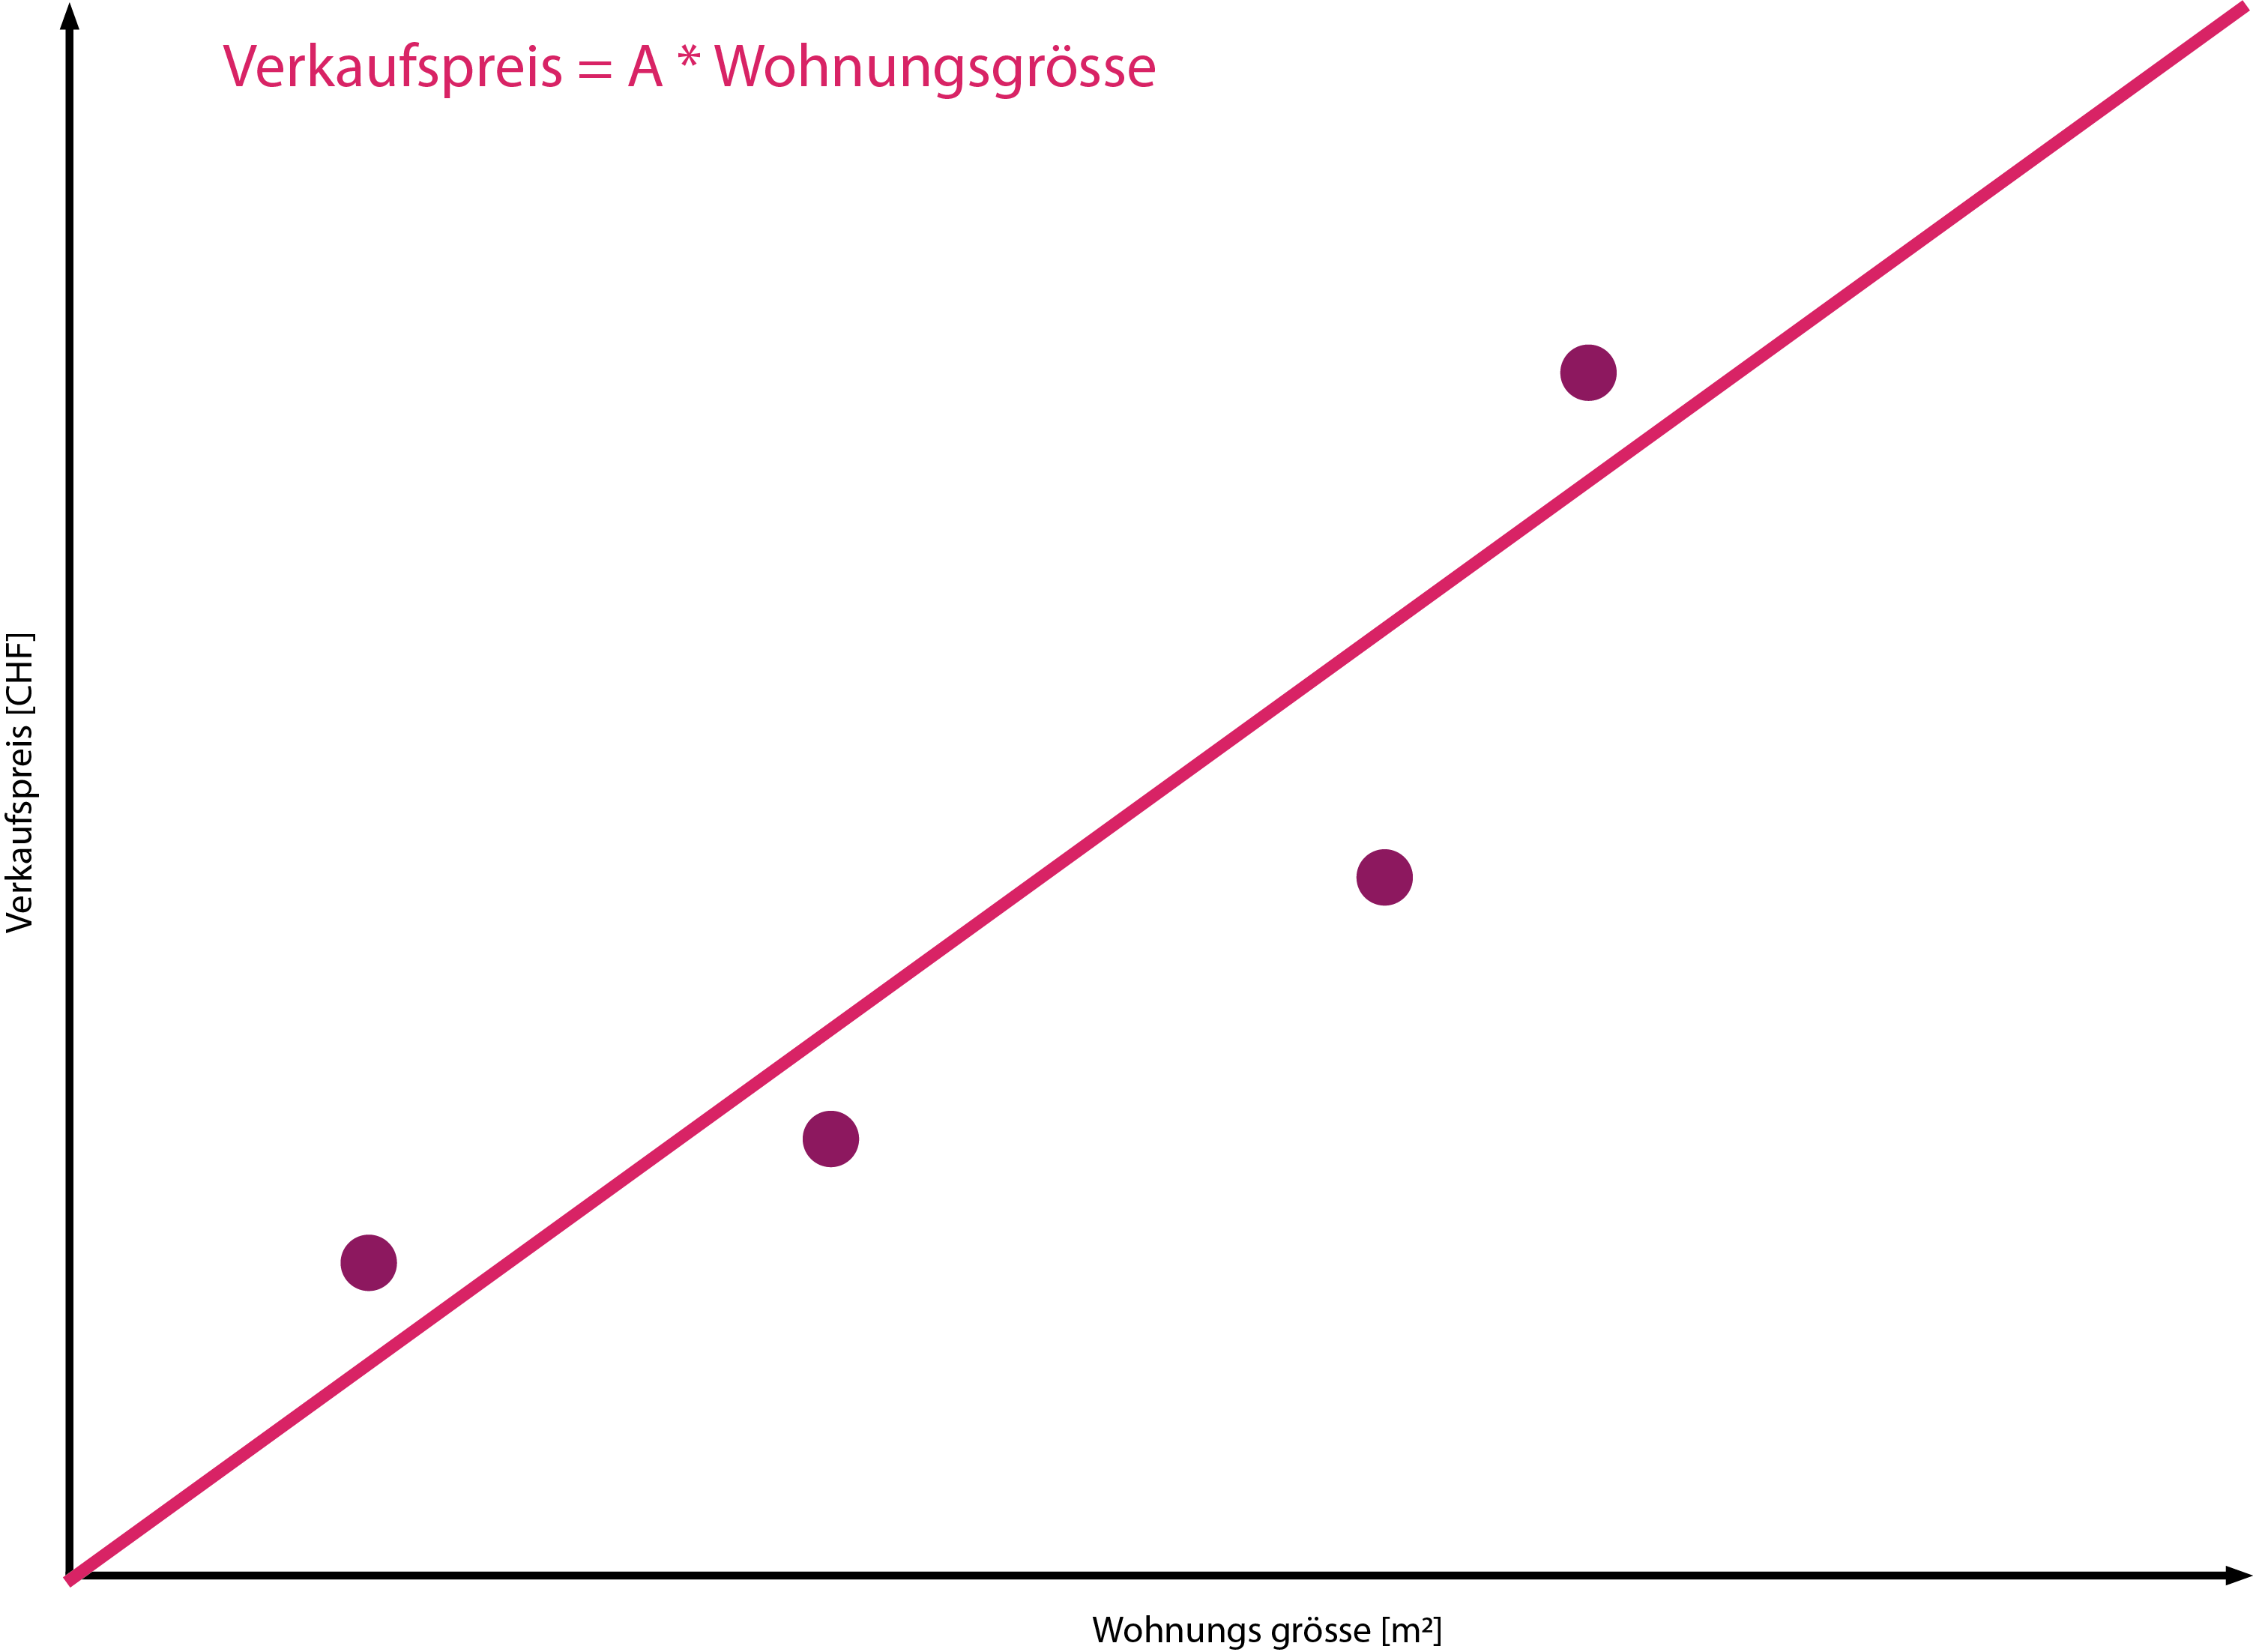 Verkaufspreis = A * Wohnungsgrösse
Verkaufspreis [CHF]
Wohnungs grösse [m²]